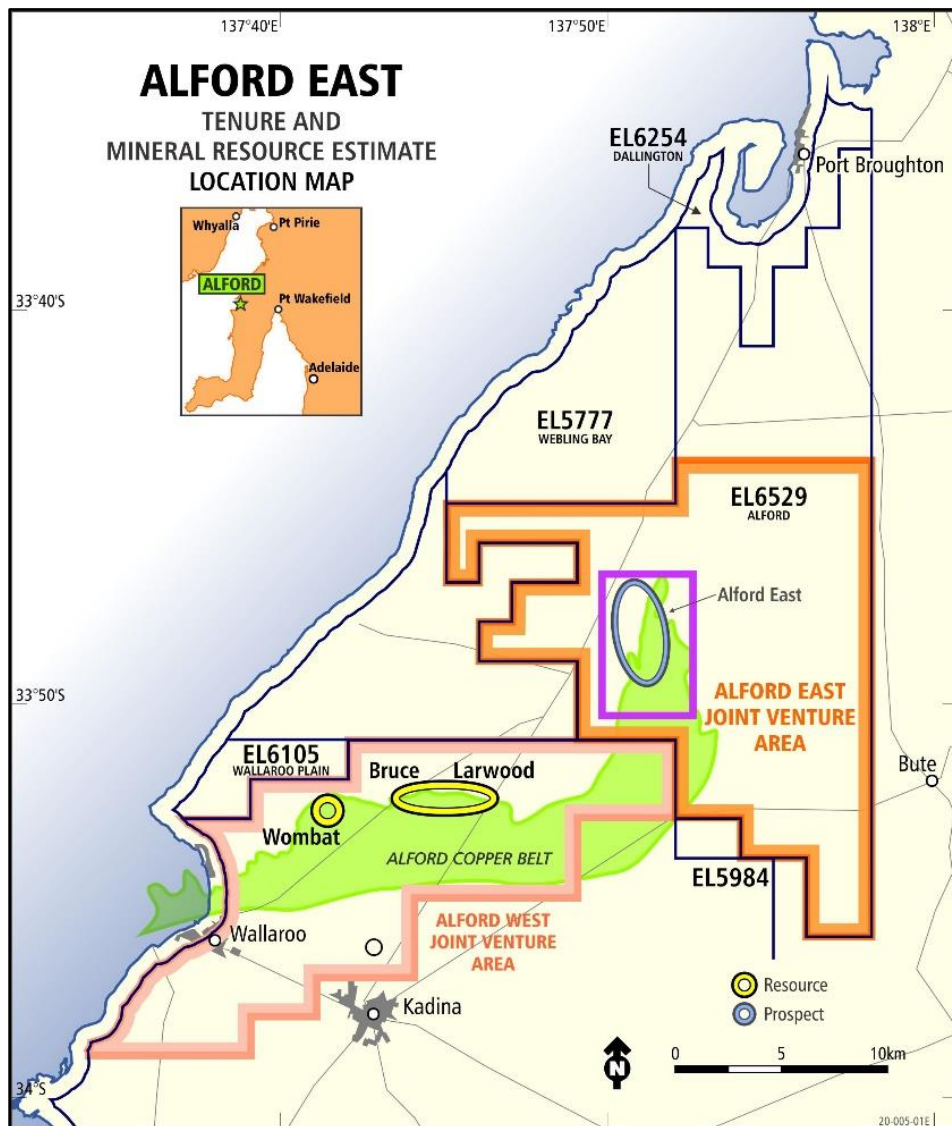 137°40'E
137°50'E
138°E
ALFORD EAST
TENURE AND
MINERAL RESOURCE ESTIMATE
LOCATION MAP
Whyalla
Pt Pirie
ALFORD
Pt Wakefield
Adelaide
EL6254
DALLINGTON
Port Broughton
33°40'S
EL5777
WEBLING BAY
EL6529
ALFORD
Alford East
33°50'S
ALFORD EAST
JOINT VENTURE
AREA
EL6105
WALLAROO PLAIN
Bruce
Larwood
Bute
Wombat
ALFORD COPPER BELT
EL5984
ALFORD WEST
JOINT VENTURE
AREA
Wallaroo
Kadina
Resource
Prospect
N
0
5
10km
34°S
20-005-01E